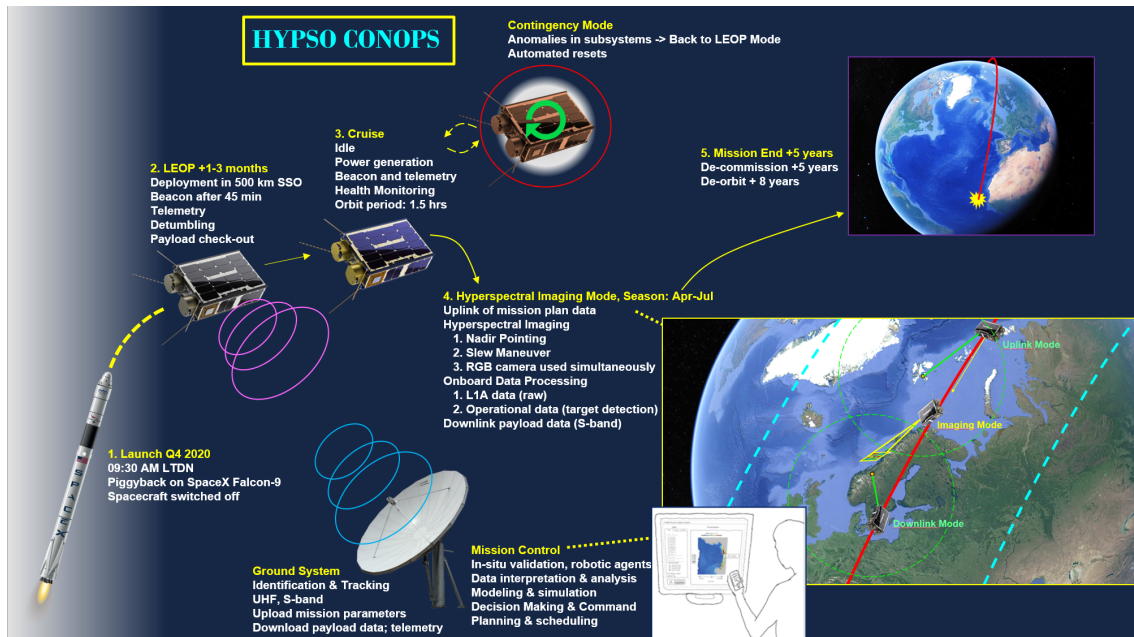 HYPSO CONOPS
Contingency Mode
Anomalies in subsystems -> Back to LEOP Mode
Automated resets
3. Cruise
Idle
Power generation
Beacon and telemetry
Health Monitoring
Orbit period: 1.5 hrs
2. LEOP +1-3 months
Deployment in 500 km SSO
Beacon after 45 min
Telemetry
Detumbling
Payload check-out
5. Mission End +5 years
De-commission +5 years
De-orbit + 8 years
4. Hyperspectral Imaging Mode, Season: Apr-Jul
Uplink of mission plan data
Hyperspectral Imaging
1. Nadir Pointing
2. Slew Maneuver
3. RGB camera used simultaneously
Onboard Data Processing
1. L1A data (raw)
2. Operational data (target detection)
Downlink payload data (S-band)
Uplink Mode
Imaging Mode
Downlink Mode
1. Launch Q4 2020
09:30 AM LTDN
Piggyback on SpaceX Falcon-9
Spacecraft switched off
SPACEX
Ground System
Identification & Tracking
UHF, S-band
Upload mission parameters
Download payload data; telemetry
Mission Control
In-situ validation, robotic agents
Data interpretation & analysis
Modeling & simulation
Decision Making & Command
Planning & scheduling